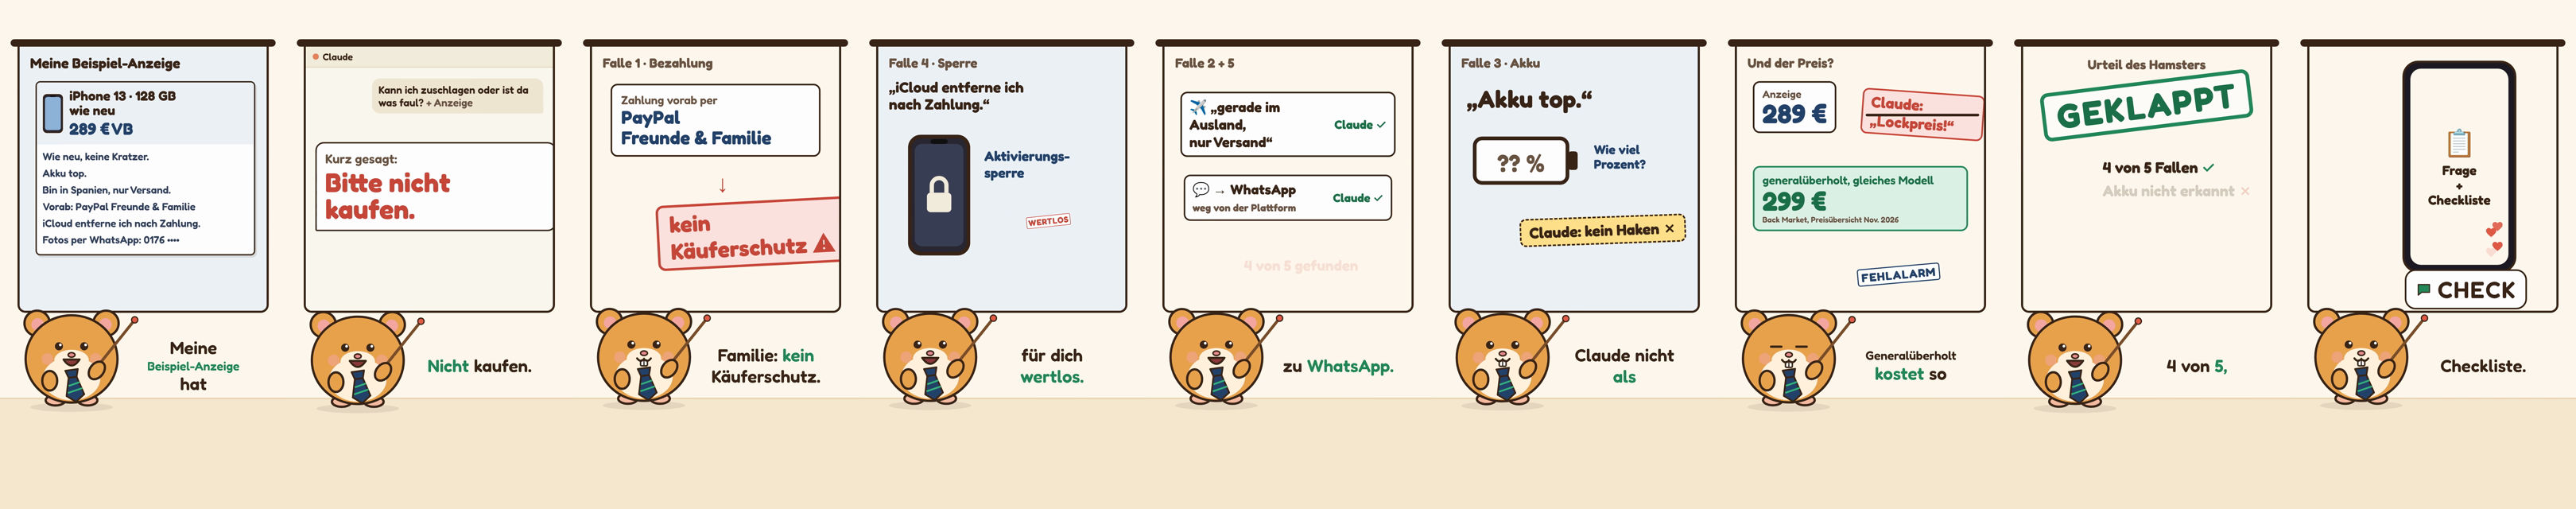 Meine Beispiel-Anzeige
iPhone 13 · 128 GB
wie neu
289 € VB
Wie neu, keine Kratzer.
Akku top.
Bin in Spanien, nur Versand.
Vorab: PayPal Freunde & Familie
iCloud entferne ich nach Zahlung.
Fotos per WhatsApp: 0176 ••••
Meine
Beispiel-Anzeige
hat
Claude
Kann ich zuschlagen oder ist da
was faul? + Anzeige
Kurz gesagt:
Bitte nicht
kaufen.
Nicht kaufen.
Falle 1 · Bezahlung
Zahlung vorab per
PayPal
Freunde & Familie
↓
kein
Käuferschutz
Familie: kein
Käuferschutz.
Falle 4 · Sperre
„iCloud entferne ich
nach Zahlung.“
Aktivierungs-
sperre
WERTLOS
für dich
wertlos.
Falle 2 + 5
„gerade im
Ausland,
nur Versand“
Claude ✓
→ WhatsApp
weg von der Plattform
Claude ✓
4 von 5 gefunden
zu WhatsApp.
Falle 3 · Akku
„Akku top.“
?? %
Wie viel
Prozent?
Claude: kein Haken ✕
Claude nicht
als
Und der Preis?
Anzeige
289 €
Claude:
„Lockpreis!“
generalüberholt, gleiches Modell
299 €
Back Market, Preisübersicht Nov. 2026
FEHLALARM
Generalüberholt
kostet so
Urteil des Hamsters
GEKLAPPT
4 von 5 Fallen ✓
Akku nicht erkannt ✕
4 von 5,
Frage
+
Checkliste
CHECK
Checkliste.